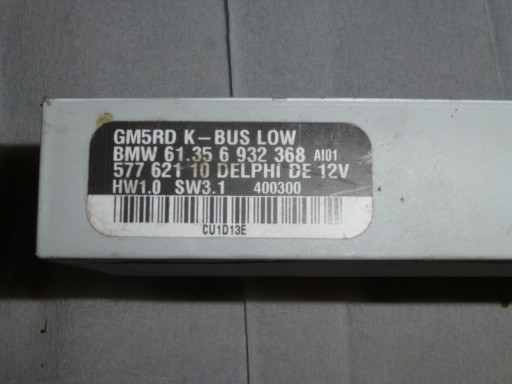 GM5RD K-BUS LOW
BMW 61.35 6 932 368 AI01
577 621 10 DELPHI DE 12V
HW1.0 SW3.1 400300
CU1D13E